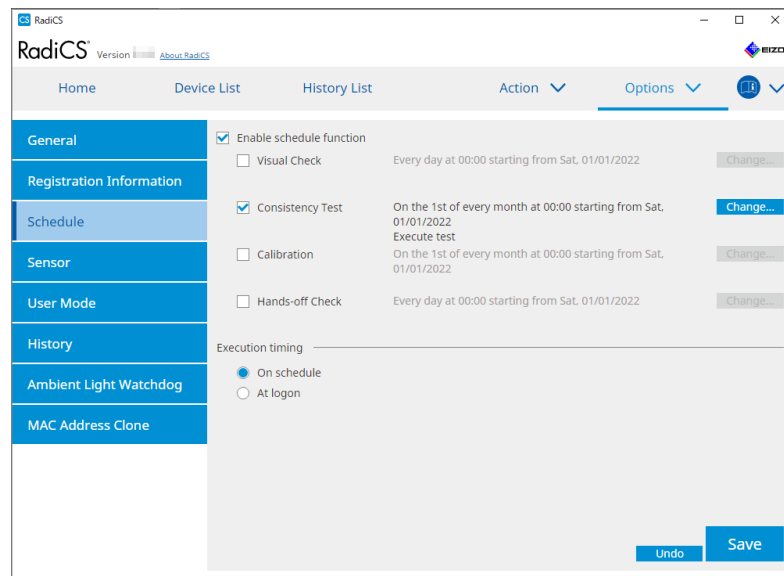 CS RadiCS
RadiCS® Version About RadiCS
EIZO
Home Device List History List Action Options
General
Registration Information
Schedule
Sensor
User Mode
History
Ambient Light Watchdog
MAC Address Clone
Enable schedule function
Visual Check Every day at 00:00 starting from Sat, 01/01/2022 Change...
Consistency Test On the 1st of every month at 00:00 starting from Sat, Change...
01/01/2022
Execute test
Calibration On the 1st of every month at 00:00 starting from Sat, Change...
01/01/2022
Hands-off Check Every day at 00:00 starting from Sat, 01/01/2022 Change...
Execution timing
On schedule
At logon
Undo Save